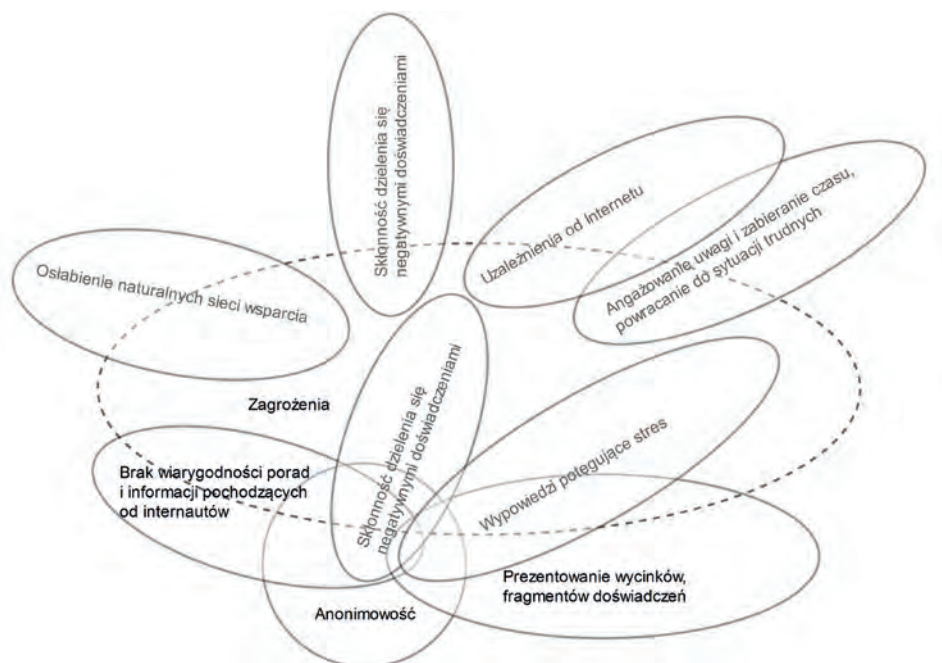 Skłonność dzielenia się
negatywnymi doświadczeniami
Uzależnienia od Internetu
Angażowanie uwagi i zabieranie czasu,
powracanie do sytuacji trudnych
Osłabienie naturalnych sieci wsparcia
Zagrożenia
Skłonność dzielenia się
negatywnymi doświadczeniami
Wypowiedzi potęgujące stres
Brak wiarygodności porad
i informacji pochodzących
od internautów
Prezentowanie wycinków,
fragmentów doświadczeń
Anonimowość